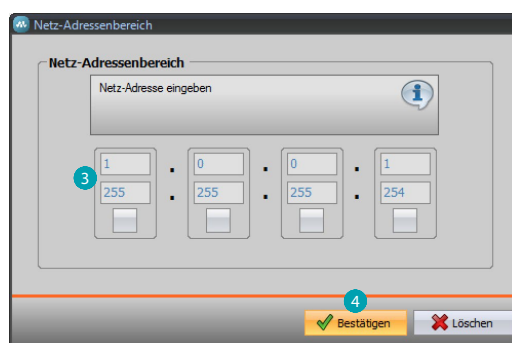 Netz-Adressenbereich
Netz-Adressenbereich
Netz-Adresse eingeben
1 . 0 . 0 . 1
3
255 . 255 . 255 . 254
4
Bestätigen Löschen